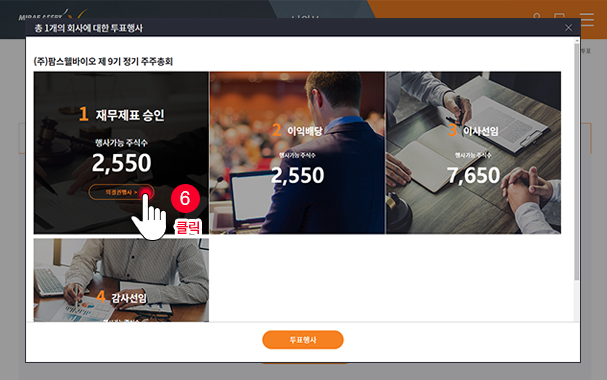 총 1개의 회사에 대한 투표행사
(주)팜스웰바이오 제 9기 정기 주주총회
1 재무제표 승인
행사가능 주식수
2,550
의결권행사 >
6
클릭
2 이익배당
행사가능 주식수
2,550
3 이사선임
행사가능 주식수
7,650
4 감사선임
투표행사